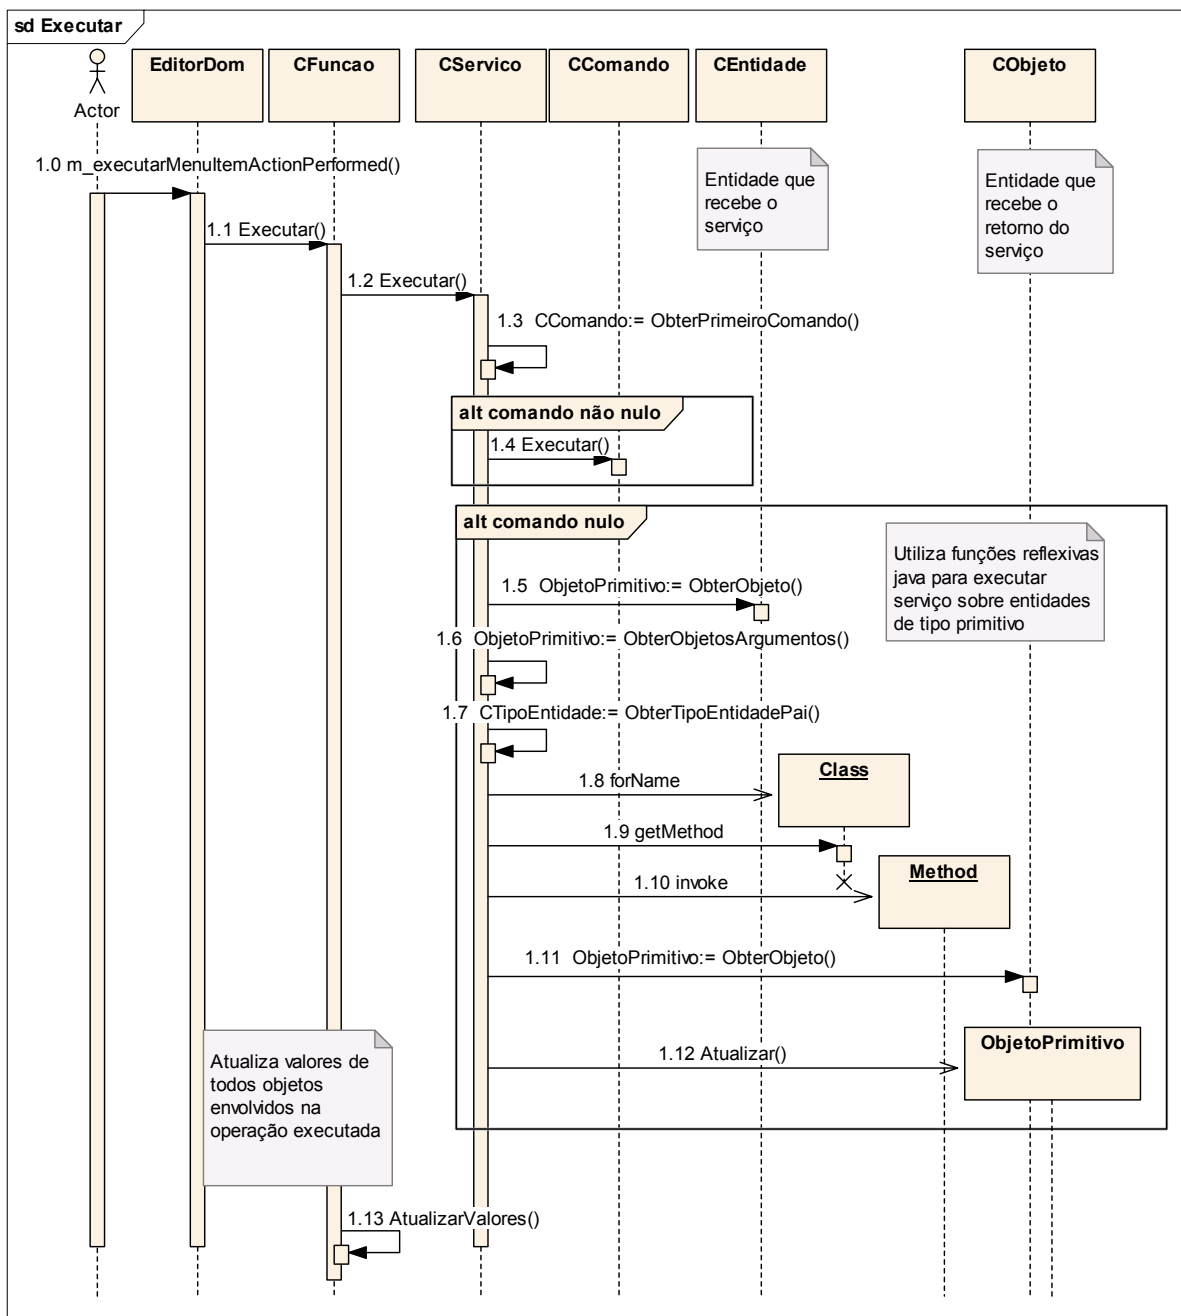 sd Executar
EditorDom
CFuncao
CServico
CComando
CEntidade
CObjeto
Actor
1.0 m_executarMenuItemActionPerformed()
Entidade que
recebe o
serviço
Entidade que
recebe o
retorno do
serviço
1.1 Executar()
1.2 Executar()
1.3 CComando:= ObterPrimeiroComando()
alt comando não nulo
1.4 Executar()
alt comando nulo
Utiliza funções reflexivas
java para executar
serviço sobre entidades
de tipo primitivo
1.5 ObjetoPrimitivo:= ObterObjeto()
1.6 ObjetoPrimitivo:= ObterObjetosArgumentos()
1.7 CTipoEntidade:= ObterTipoEntidadePai()
Class
1.8 forName
1.9 getMethod
Method
1.10 invoke
1.11 ObjetoPrimitivo:= ObterObjeto()
ObjetoPrimitivo
1.12 Atualizar()
Atualiza valores de
todos objetos
envolvidos na
operação executada
1.13 AtualizarValores()